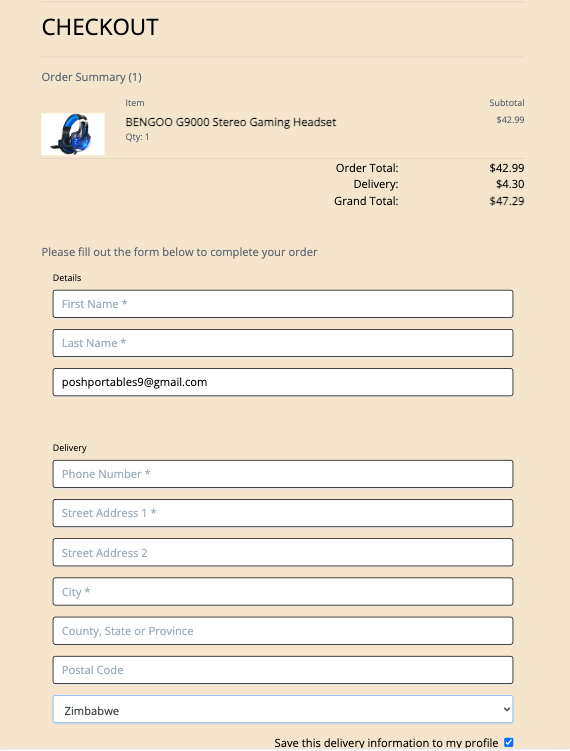 CHECKOUT
Order Summary (1)
Item Subtotal
BENGOO G9000 Stereo Gaming Headset $42.99
Qty: 1
Order Total: $42.99
Delivery: $4.30
Grand Total: $47.29
Please fill out the form below to complete your order
Details
First Name *
Last Name *
poshportables9@gmail.com
Delivery
Phone Number *
Street Address 1 *
Street Address 2
City *
County, State or Province
Postal Code
Zimbabwe
Save this delivery information to my profile